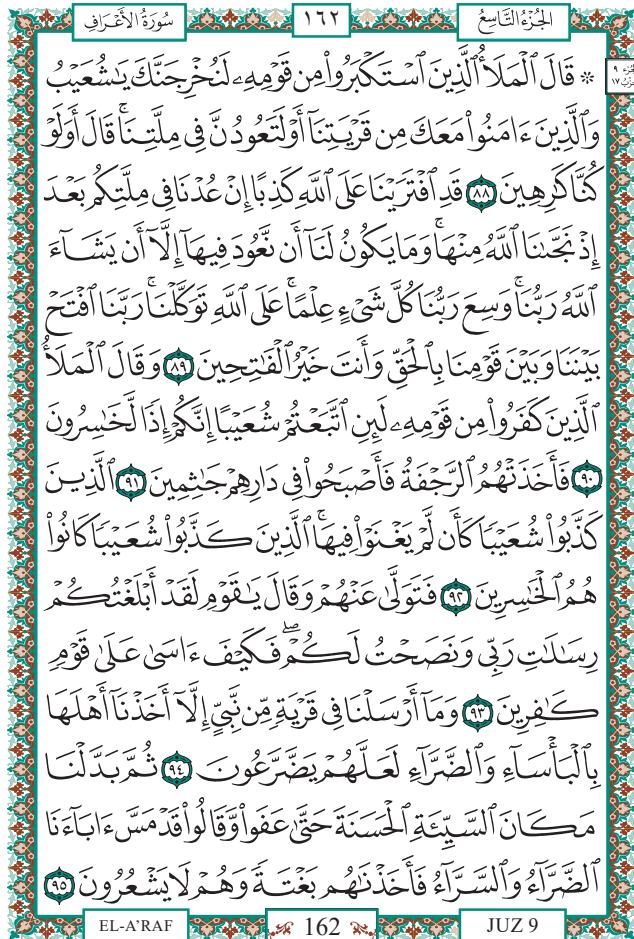 سُورَةُ الأَعْرَافِ ١٦٢ الجُزْءُ التَّاسِعُ
۞ قَالَ ٱلْمَلَأُ ٱلَّذِينَ ٱسْتَكْبَرُوا۟ مِن قَوْمِهِۦ لَنُخْرِجَنَّكَ يَٰشُعَيْبُ
وَٱلَّذِينَ ءَامَنُوا۟ مَعَكَ مِن قَرْيَتِنَآ أَوْ لَتَعُودُنَّ فِى مِلَّتِنَا ۚ قَالَ أَوَلَوْ
كُنَّا كَٰرِهِينَ ٨٨ قَدِ ٱفْتَرَيْنَا عَلَى ٱللَّهِ كَذِبًا إِنْ عُدْنَا فِى مِلَّتِكُم بَعْدَ
إِذْ نَجَّىٰنَا ٱللَّهُ مِنْهَا ۚ وَمَا يَكُونُ لَنَآ أَن نَّعُودَ فِيهَآ إِلَّآ أَن يَشَآءَ
ٱللَّهُ رَبُّنَا ۚ وَسِعَ رَبُّنَا كُلَّ شَىْءٍ عِلْمًا ۚ عَلَى ٱللَّهِ تَوَكَّلْنَا ۚ رَبَّنَا ٱفْتَحْ
بَيْنَنَا وَبَيْنَ قَوْمِنَا بِٱلْحَقِّ وَأَنتَ خَيْرُ ٱلْفَٰتِحِينَ ٨٩ وَقَالَ ٱلْمَلَأُ
ٱلَّذِينَ كَفَرُوا۟ مِن قَوْمِهِۦ لَئِنِ ٱتَّبَعْتُمْ شُعَيْبًا إِنَّكُمْ إِذًا لَّخَٰسِرُونَ
٩٠ فَأَخَذَتْهُمُ ٱلرَّجْفَةُ فَأَصْبَحُوا۟ فِى دَارِهِمْ جَٰثِمِينَ ٩١ ٱلَّذِينَ
كَذَّبُوا۟ شُعَيْبًا كَأَن لَّمْ يَغْنَوْا۟ فِيهَا ۚ ٱلَّذِينَ كَذَّبُوا۟ شُعَيْبًا كَانُوا۟
هُمُ ٱلْخَٰسِرِينَ ٩٢ فَتَوَلَّىٰ عَنْهُمْ وَقَالَ يَٰقَوْمِ لَقَدْ أَبْلَغْتُكُمْ
رِسَٰلَٰتِ رَبِّى وَنَصَحْتُ لَكُمْ ۖ فَكَيْفَ ءَاسَىٰ عَلَىٰ قَوْمٍ
كَٰفِرِينَ ٩٣ وَمَآ أَرْسَلْنَا فِى قَرْيَةٍ مِّن نَّبِىٍّ إِلَّآ أَخَذْنَآ أَهْلَهَا
بِٱلْبَأْسَآءِ وَٱلضَّرَّآءِ لَعَلَّهُمْ يَضَّرَّعُونَ ٩٤ ثُمَّ بَدَّلْنَا
مَكَانَ ٱلسَّيِّئَةِ ٱلْحَسَنَةَ حَتَّىٰ عَفَوا۟ وَّقَالُوا۟ قَدْ مَسَّ ءَابَآءَنَا
ٱلضَّرَّآءُ وَٱلسَّرَّآءُ فَأَخَذْنَٰهُم بَغْتَةً وَهُمْ لَا يَشْعُرُونَ ٩٥
EL-A'RAF 162 JUZ 9